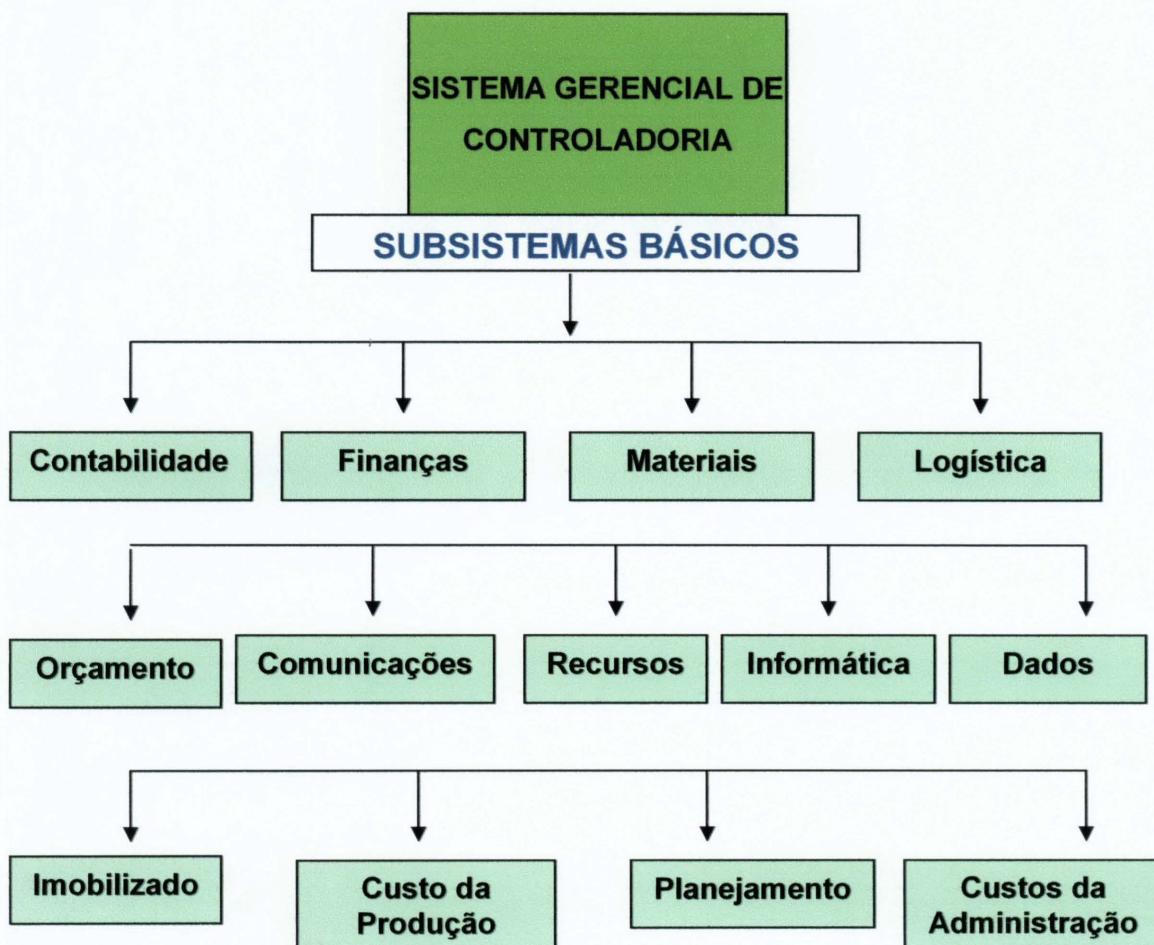 SISTEMA GERENCIAL DE
CONTROLADORIA
SUBSISTEMAS BÁSICOS
Contabilidade
Finanças
Materiais
Logística
Orçamento
Comunicações
Recursos
Informática
Dados
Imobilizado
Custo da
Produção
Planejamento
Custos da
Administração